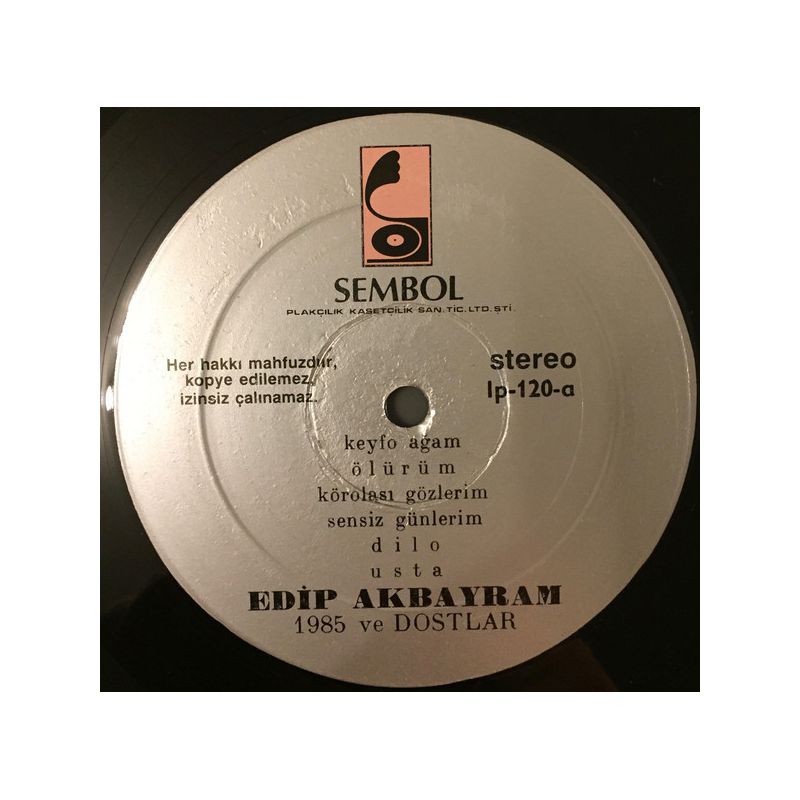 SEMBOL
PLAKÇILIK KASETÇİLİK SAN. TİC. LTD. ŞTİ.
Her hakkı mahfuzdur,
kopye edilemez,
izinsiz çalınamaz.
stereo
lp-120-a
keyfo ağam
ölürüm
körolası gözlerim
sensiz günlerim
dilo
usta
EDİP AKBAYRAM
1985 ve DOSTLAR